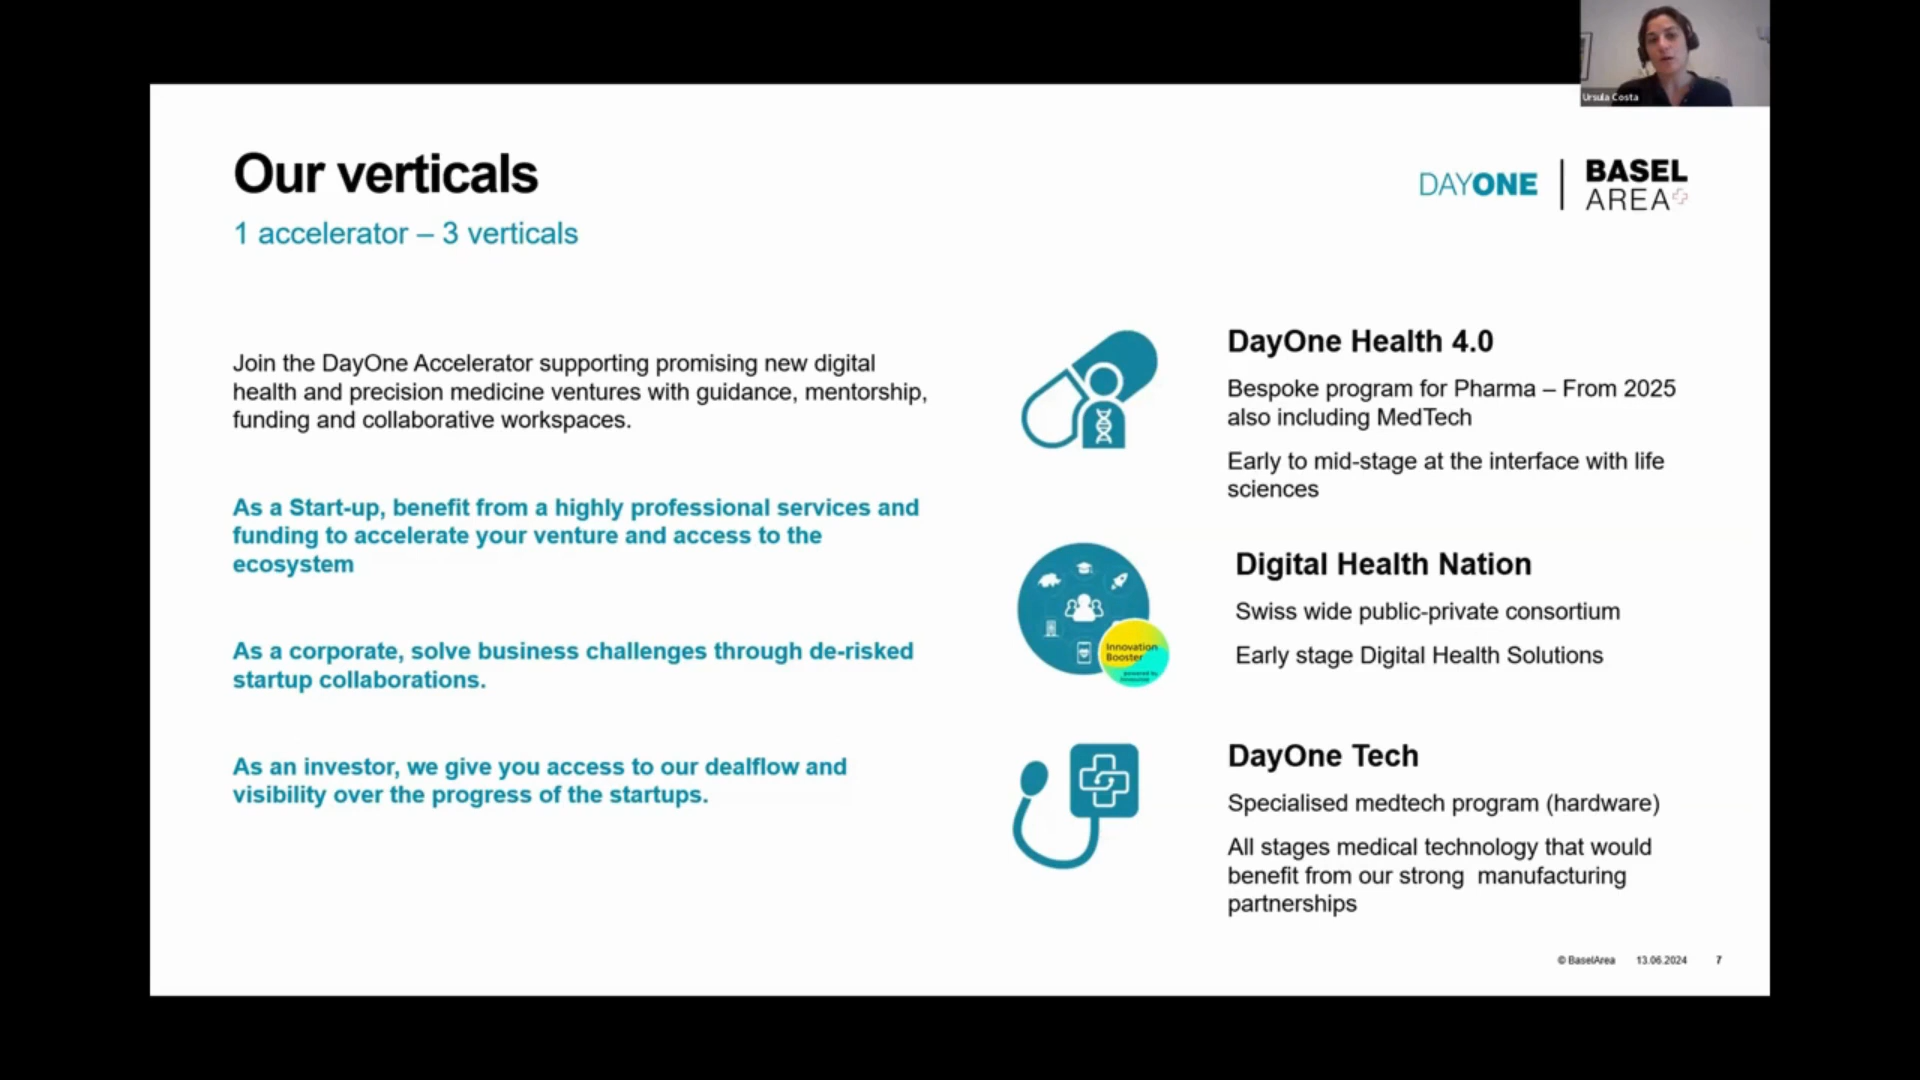 Ursula Costa
Our verticals
1 accelerator – 3 verticals
DAYONE
BASEL
AREA
Join the DayOne Accelerator supporting promising new digital
health and precision medicine ventures with guidance, mentorship,
funding and collaborative workspaces.
As a Start-up, benefit from a highly professional services and
funding to accelerate your venture and access to the
ecosystem
As a corporate, solve business challenges through de-risked
startup collaborations.
As an investor, we give you access to our dealflow and
visibility over the progress of the startups.
DayOne Health 4.0
Bespoke program for Pharma – From 2025
also including MedTech
Early to mid-stage at the interface with life
sciences
Innovation
Booster
powered by
Digital Health Nation
Swiss wide public-private consortium
Early stage Digital Health Solutions
DayOne Tech
Specialised medtech program (hardware)
All stages medical technology that would
benefit from our strong  manufacturing
partnerships
© BaselArea 13.06.2024 7